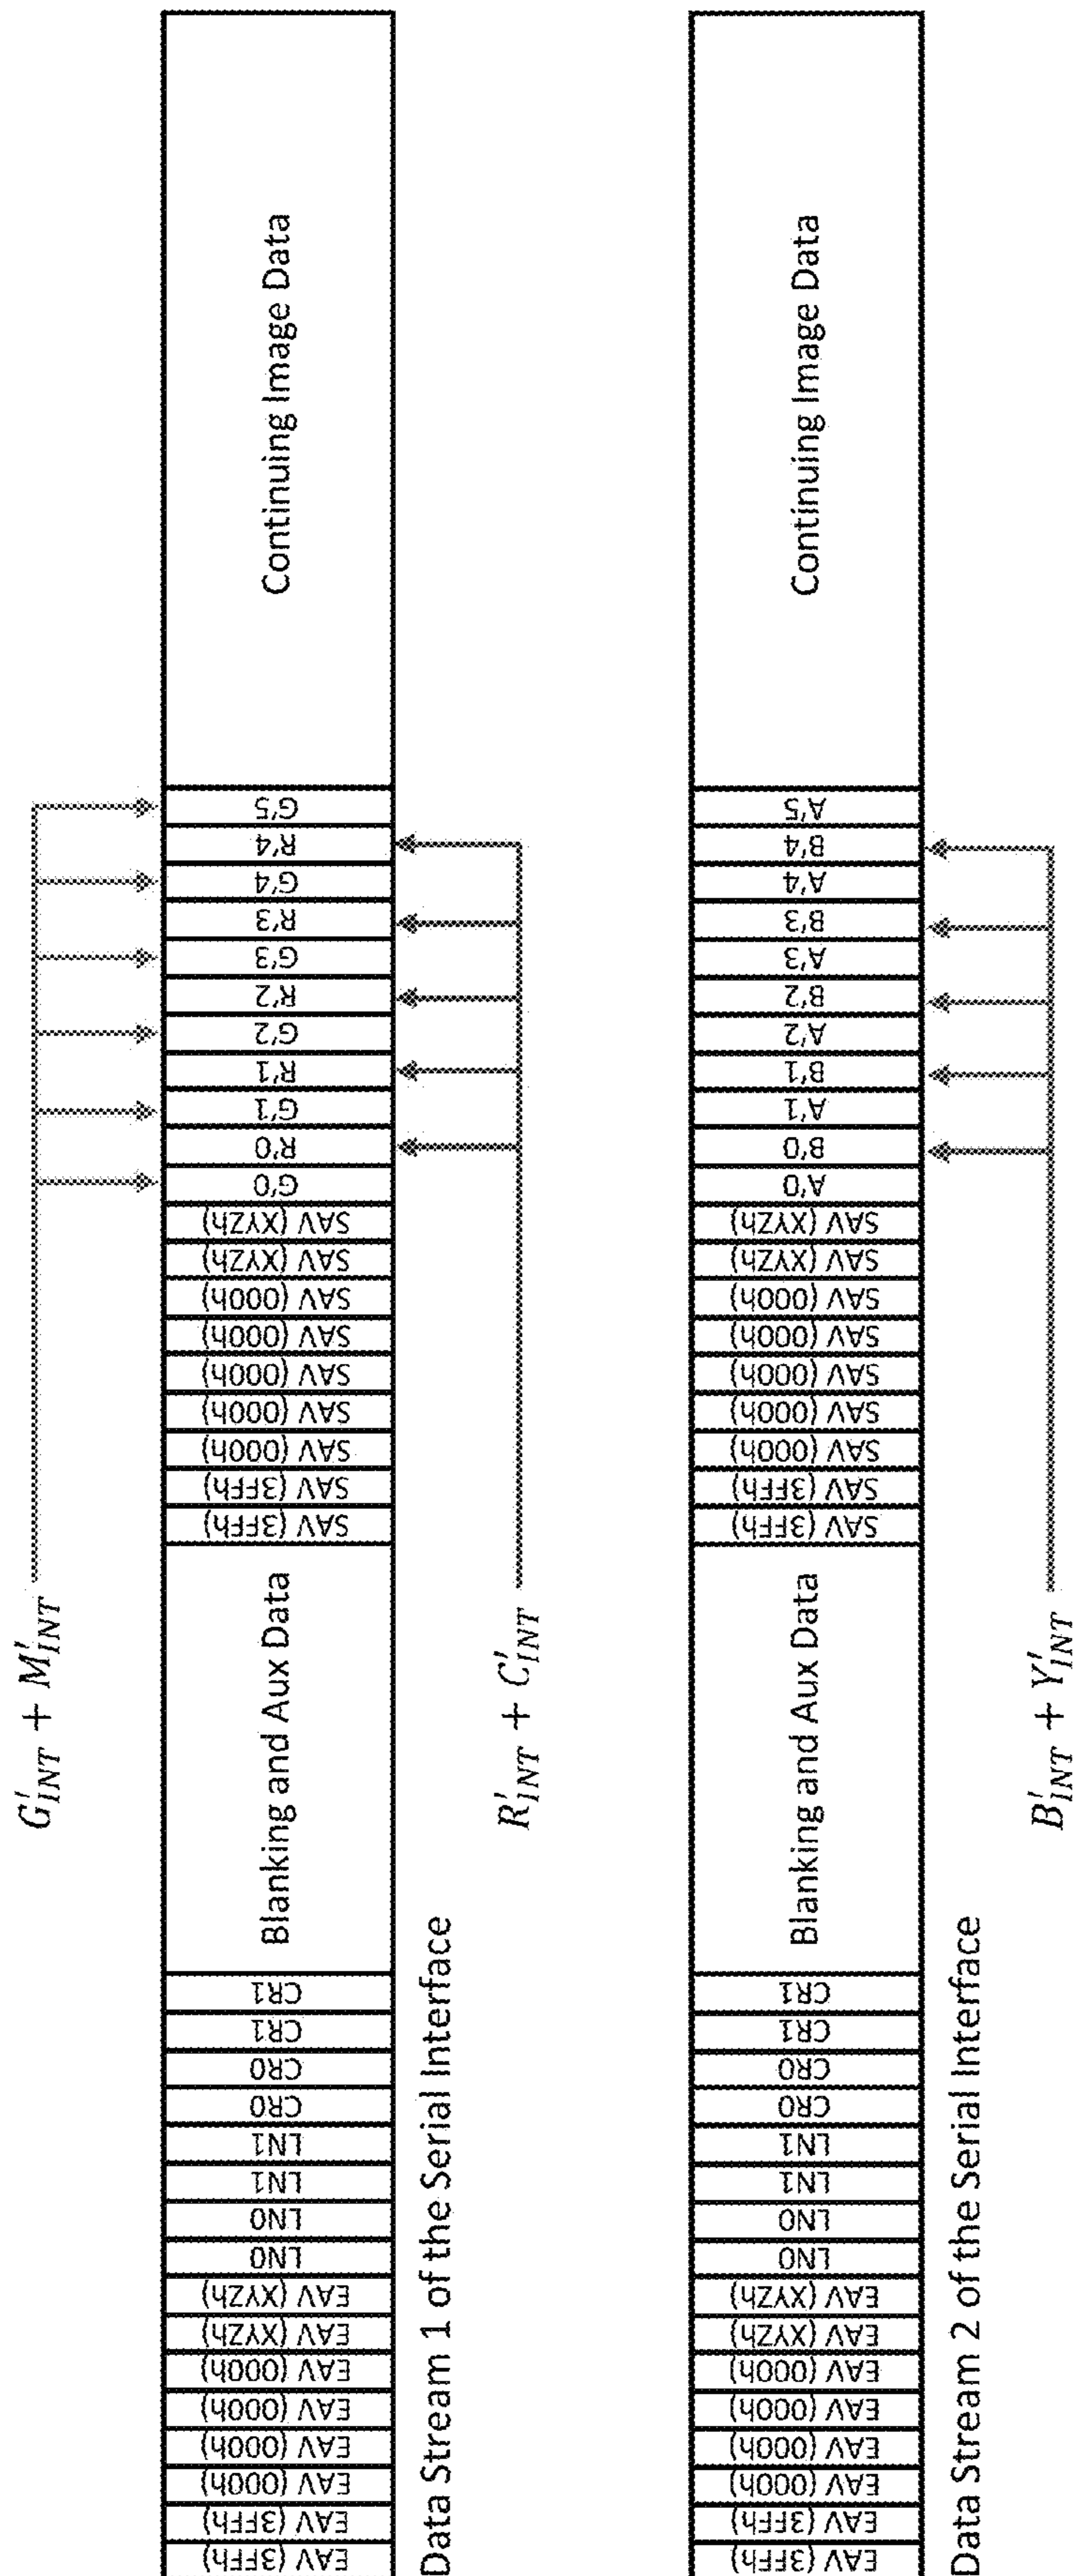 G'INT + M'INT
EAV (3FFh)
EAV (3FFh)
EAV (000h)
EAV (000h)
EAV (000h)
EAV (000h)
EAV (XYZh)
EAV (XYZh)
LN0
LN0
LN1
LN1
CR0
CR0
CR1
CR1
Blanking and Aux Data
SAV (3FFh)
SAV (3FFh)
SAV (000h)
SAV (000h)
SAV (000h)
SAV (000h)
SAV (000h)
SAV (XYZh)
SAV (XYZh)
G'0
R'0
G'1
R'1
G'2
R'2
G'3
R'3
G'4
R'4
G'5
Continuing Image Data
Data Stream 1 of the Serial Interface
R'INT + C'INT
EAV (3FFh)
EAV (3FFh)
EAV (000h)
EAV (000h)
EAV (000h)
EAV (000h)
EAV (XYZh)
EAV (XYZh)
LN0
LN0
LN1
LN1
CR0
CR0
CR1
CR1
Blanking and Aux Data
SAV (3FFh)
SAV (3FFh)
SAV (000h)
SAV (000h)
SAV (000h)
SAV (000h)
SAV (000h)
SAV (XYZh)
SAV (XYZh)
A'0
B'0
A'1
B'1
A'2
B'2
A'3
B'3
A'4
B'4
A'5
Continuing Image Data
Data Stream 2 of the Serial Interface
B'INT + Y'INT